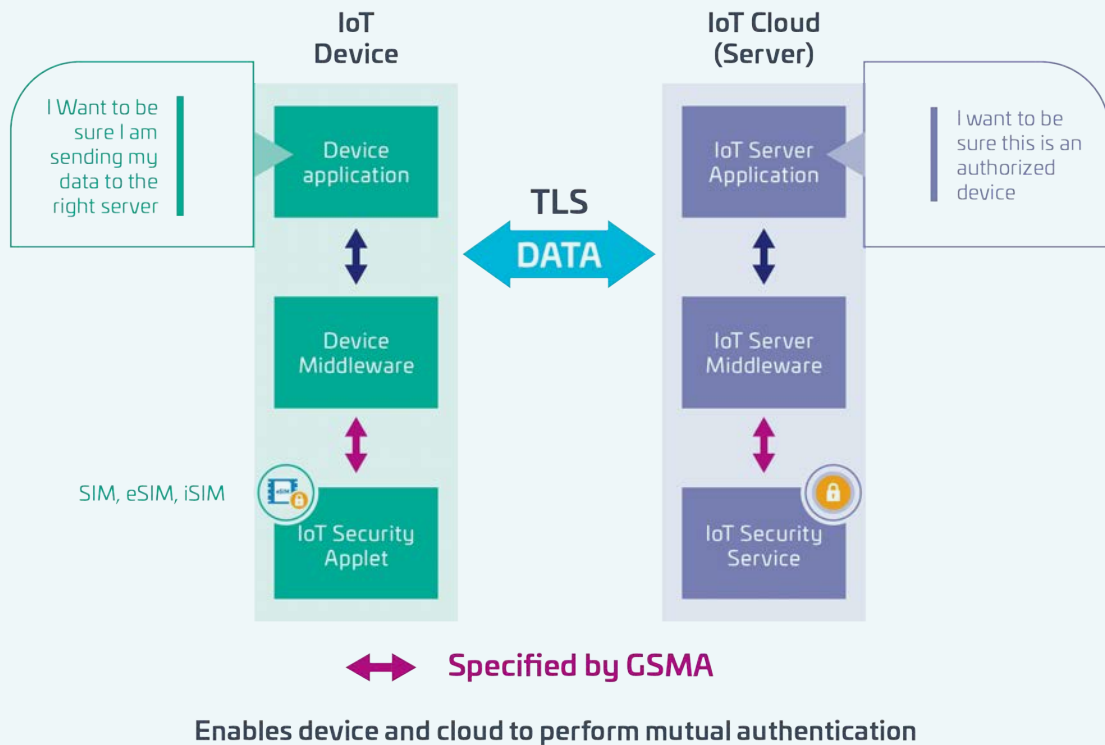 IoT
Device
IoT Cloud
(Server)
I Want to be
sure I am
sending my
data to the
right server
Device
application
TLS
DATA
IoT Server
Application
I want to be
sure this is an
authorized
device
Device
Middleware
IoT Server
Middleware
SIM, eSIM, iSIM
eSIM
IoT Security
Applet
IoT Security
Service
Specified by GSMA
Enables device and cloud to perform mutual authentication